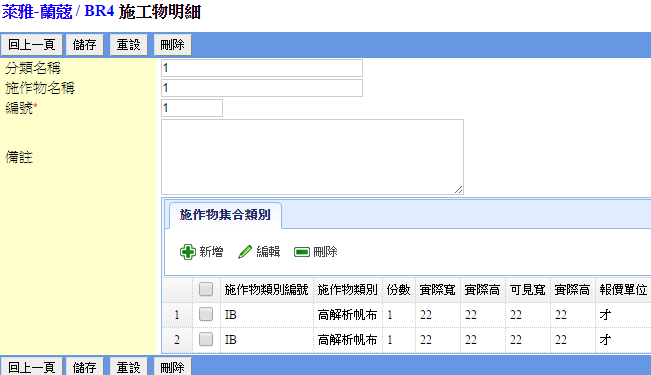 萊雅-蘭蔻 / BR4 施工物明細
回上一頁 儲存 重設 刪除
分類名稱 1
施作物名稱 1
編號* 1
備註
施作物集合類別
新增 編輯 刪除
施作物類別編號 施作物類別 份數 實際寬 實際高 可見寬 實際高 報價單位
1 IB 高解析帆布 1 22 22 22 22 才
2 IB 高解析帆布 1 22 22 22 22 才
回上一頁 儲存 重設 刪除